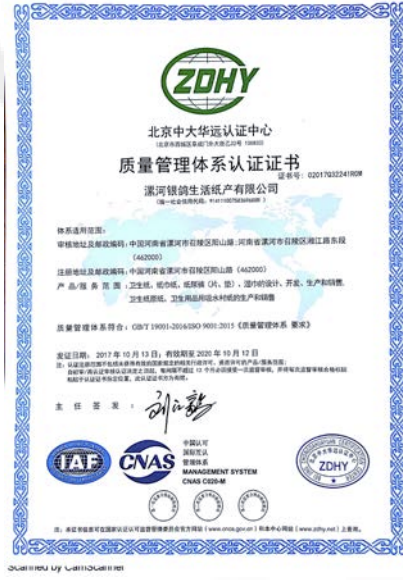 ZDHY
北京中大华远认证中心
质量管理体系认证证书
证书号：02017Q32241R0M
漯河银鸽生活纸产有限公司
体系适用范围：
审核地址及邮政编码：中国河南省漯河市召陵区阳山路;河南省漯河市召陵区湘江路东段
(462000)
注册地址及邮政编码：中国河南省漯河市召陵区阳山路 (462000)
产品/服务范围：卫生纸、纸巾纸、纸尿裤（片、垫）、湿巾的设计、开发、生产和销售,
卫生纸原纸、卫生用品用吸水衬纸的生产和销售
质量管理体系符合：GB/T 19001-2016/ISO 9001:2015《质量管理体系 要求》
发证日期：2017 年 10 月 13 日；有效期至 2020 年 10 月 12 日
主任签发：
IAF
CNAS
中国认可
国际互认
管理体系
MANAGEMENT SYSTEM
CNAS C020-M
ZDHY
Scanned by CamScanner